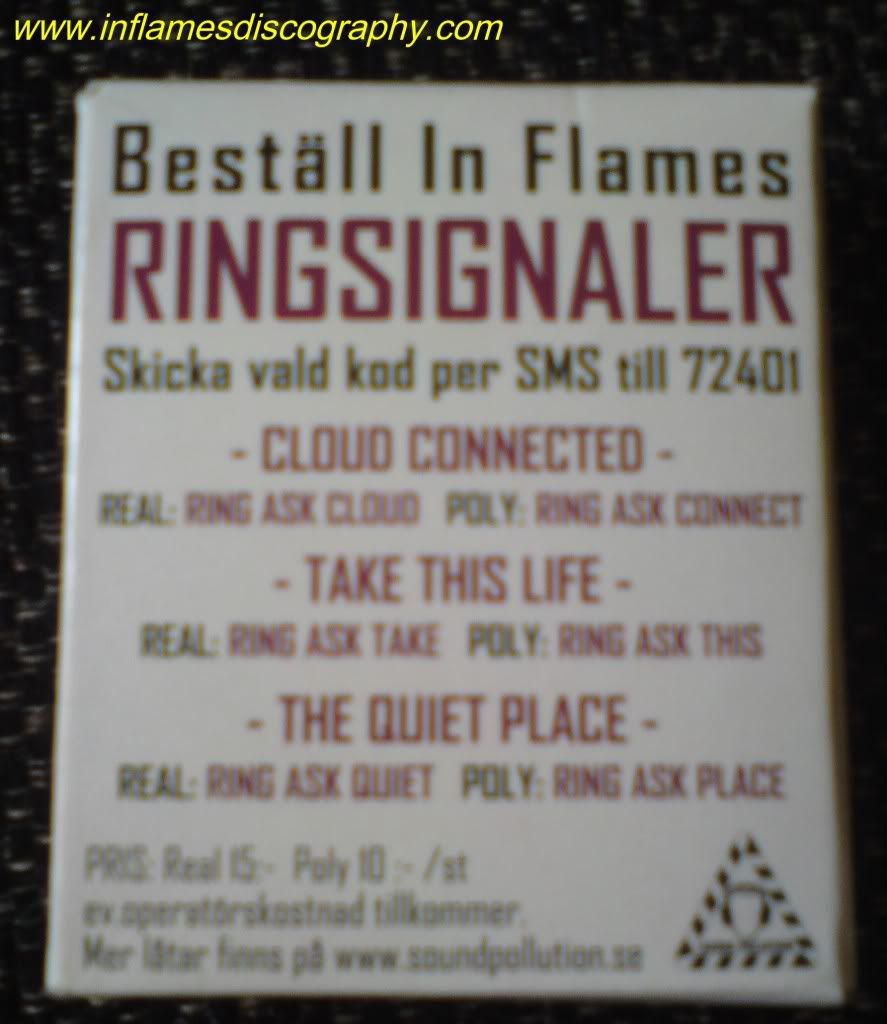 www.inflamesdiscography.com
Beställ In Flames
RINGSIGNALER
Skicka vald kod per SMS till 72401
- CLOUD CONNECTED -
REAL: RING ASK CLOUD POLY: RING ASK CONNECT
- TAKE THIS LIFE -
REAL: RING ASK TAKE POLY: RING ASK THIS
- THE QUIET PLACE -
REAL: RING ASK QUIET POLY: RING ASK PLACE
PRIS: Real 15:- Poly 10 :- /st
ev.operatörskostnad tillkommer.
Mer låtar finns på www.soundpollution.se